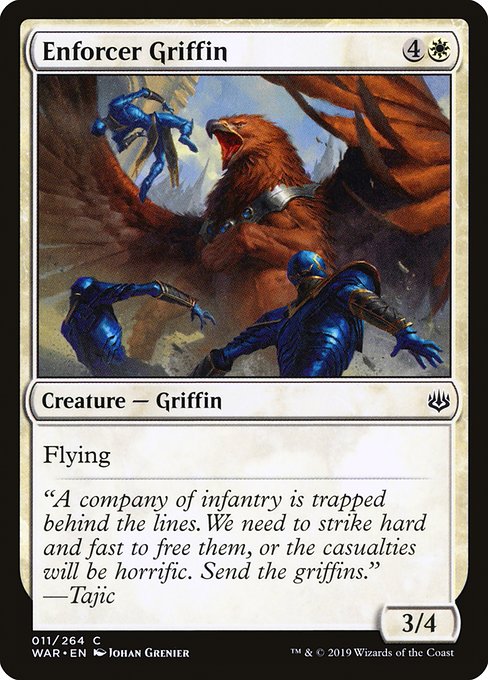 Enforcer Griffin 4
Creature — Griffin
Flying
“A company of infantry is trapped
behind the lines. We need to strike hard
and fast to free them, or the casualties
will be horrific. Send the griffins.”
—Tajic
3/4
011/264 C
WAR • EN Johan Grenier ™ & © 2019 Wizards of the Coast